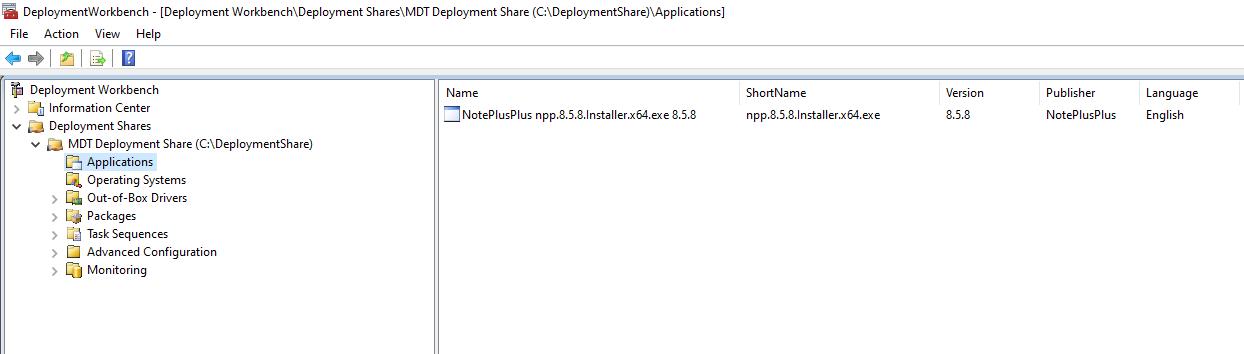 DeploymentWorkbench - [Deployment Workbench\Deployment Shares\MDT Deployment Share (C:\DeploymentShare)\Applications]
File Action View Help
Deployment Workbench
Information Center
Deployment Shares
MDT Deployment Share (C:\DeploymentShare)
Applications
Operating Systems
Out-of-Box Drivers
Packages
Task Sequences
Advanced Configuration
Monitoring
Name ShortName Version Publisher Language
NotePlusPlus npp.8.5.8.Installer.x64.exe 8.5.8 npp.8.5.8.Installer.x64.exe 8.5.8 NotePlusPlus English